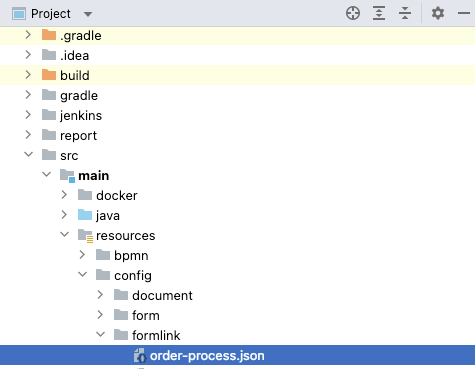 Project
.gradle
.idea
build
gradle
jenkins
report
src
main
docker
java
resources
bpmn
config
document
form
formlink
order-process.json